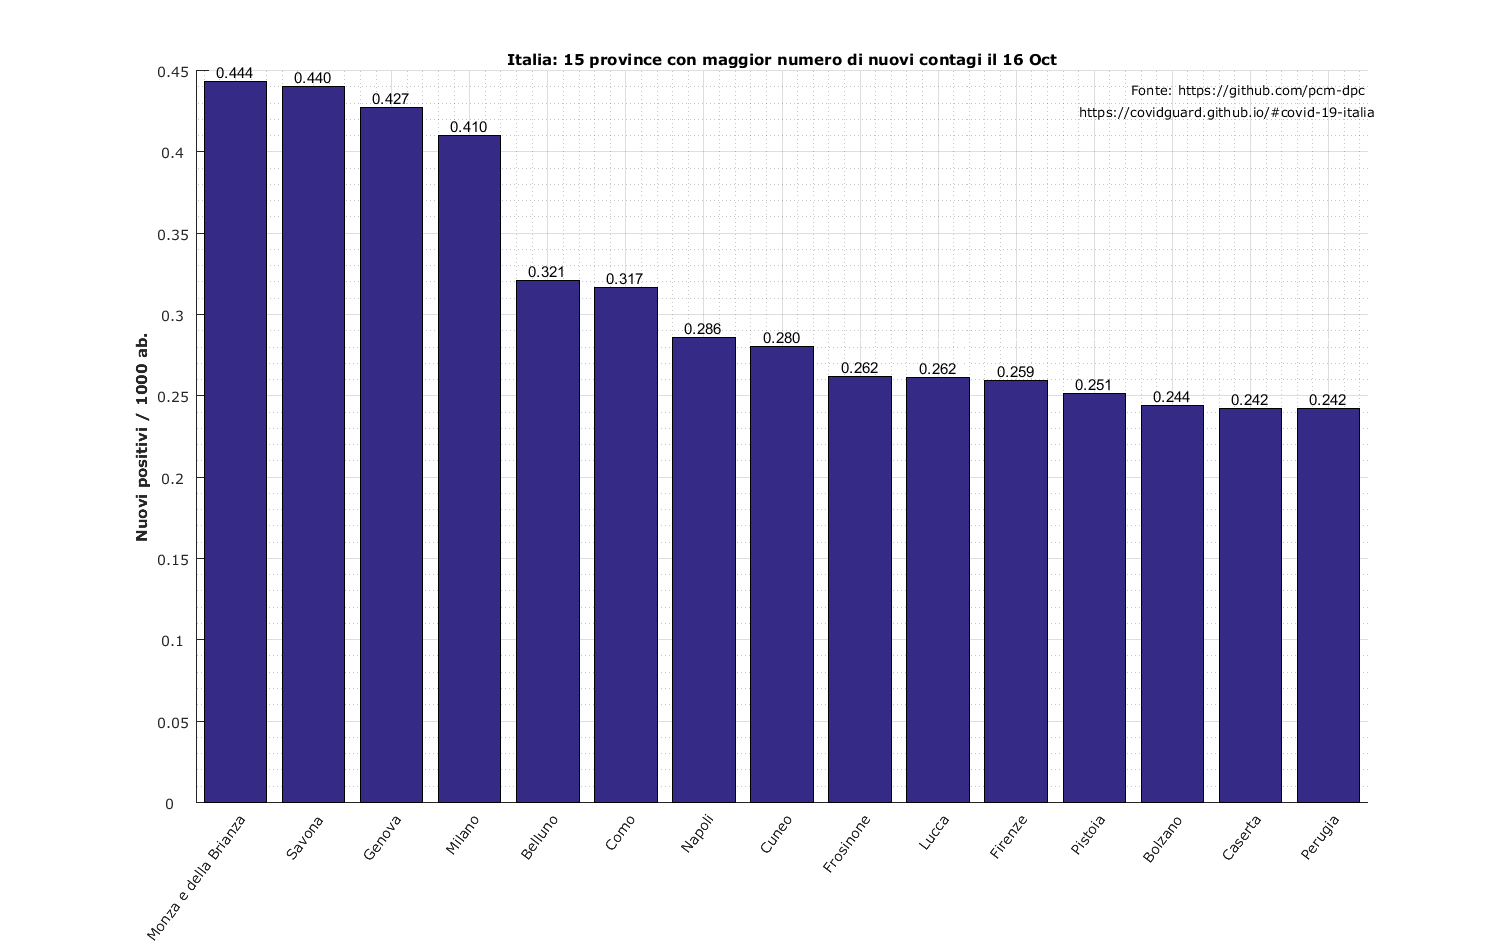 Italia: 15 province con maggior numero di nuovi contagi il 16 Oct
Fonte: https://github.com/pcm-dpc
https://covidguard.github.io/#covid-19-italia
Nuovi positivi / 1000 ab.
0.45
0.4
0.35
0.3
0.25
0.2
0.15
0.1
0.05
0
0.444
0.440
0.427
0.410
0.321
0.317
0.286
0.280
0.262
0.262
0.259
0.251
0.244
0.242
0.242
Monza e della Brianza
Savona
Genova
Milano
Belluno
Como
Napoli
Cuneo
Frosinone
Lucca
Firenze
Pistoia
Bolzano
Caserta
Perugia